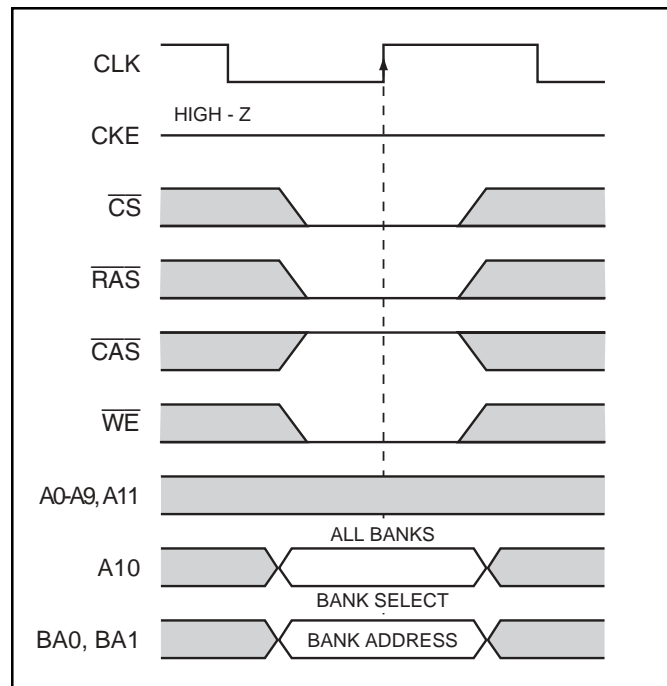 CLK
HIGH - Z
CKE
CS
RAS
CAS
WE
A0-A9, A11
ALL BANKS
A10
BANK SELECT
BA0, BA1
BANK ADDRESS